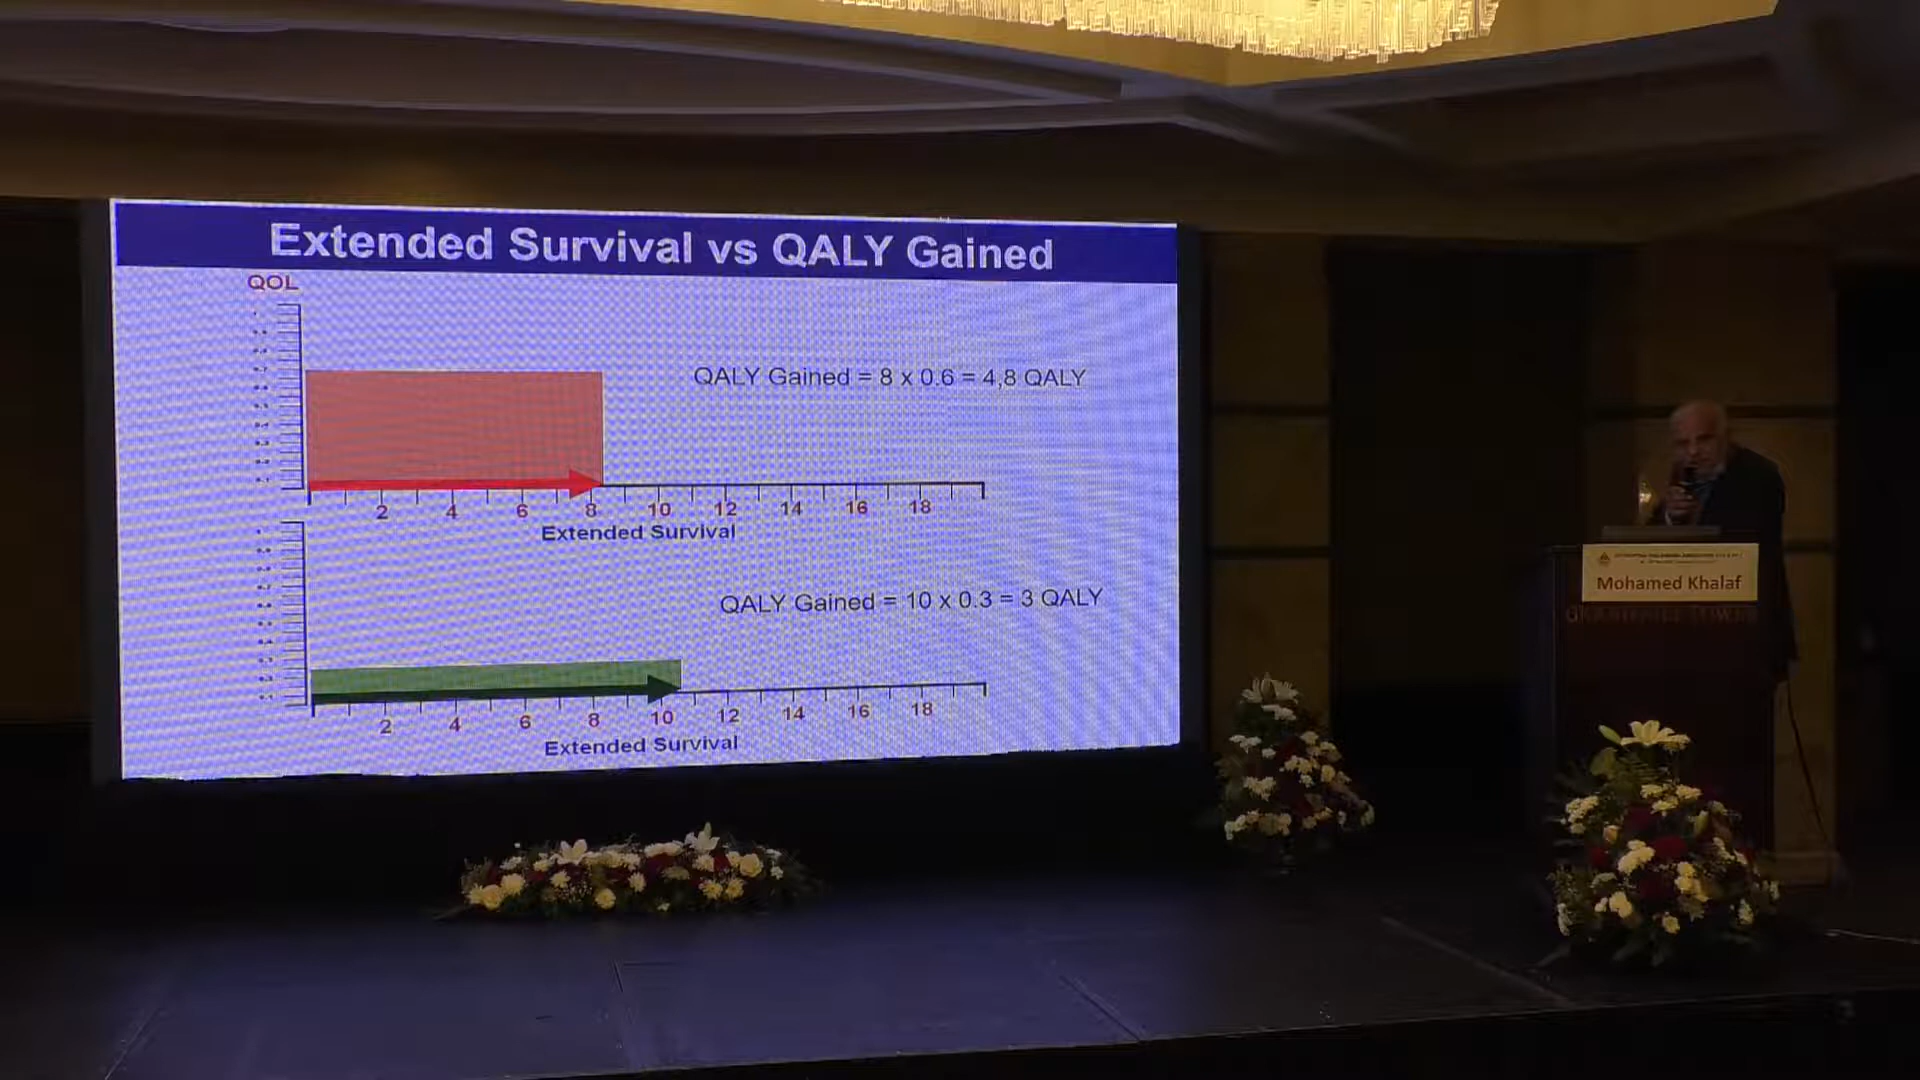 Extended Survival vs QALY Gained
QOL
QALY Gained = 8 x 0.6 = 4,8 QALY
2 4 6 8 10 12 14 16 18
Extended Survival
QALY Gained = 10 x 0.3 = 3 QALY
2 4 6 8 10 12 14 16 18
Extended Survival
Mohamed Khalaf